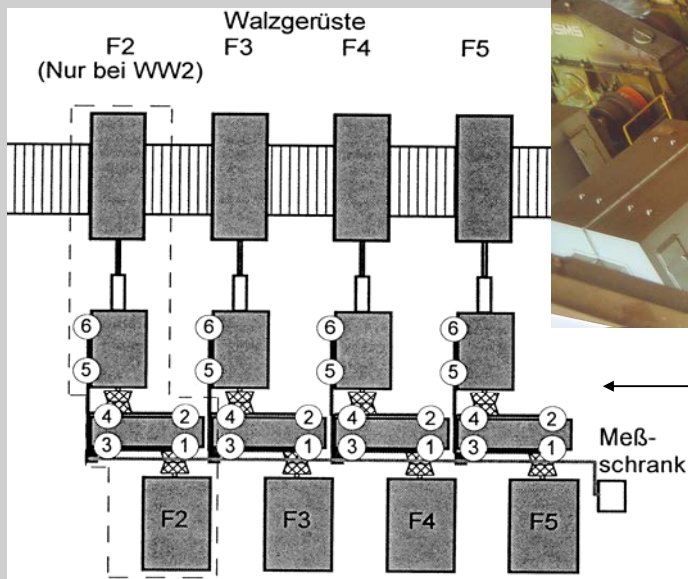 Walzgerüste
F2 F3 F4 F5
(Nur bei WW2)
6 6 6 6
5 5 5 5
4 2 4 2 4 2 4 2
3 1 3 1 3 1 3 1
Meß-
schrank
F2 F3 F4 F5
SMS